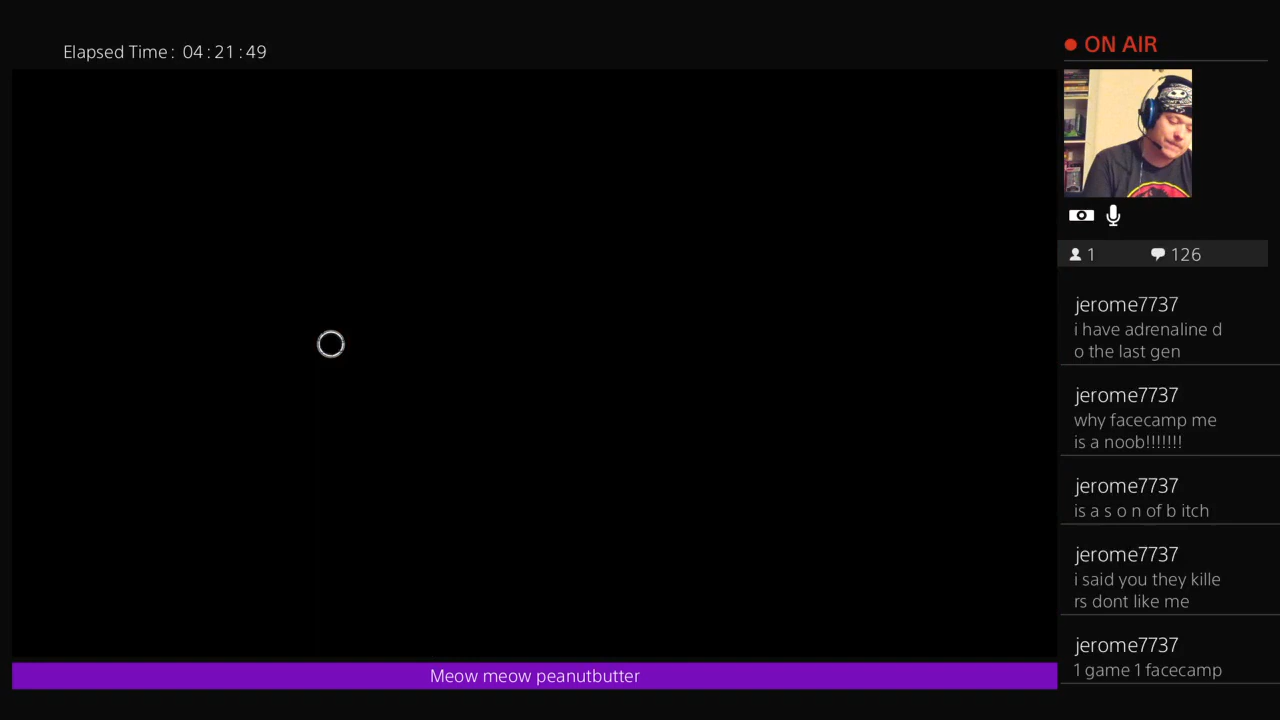 Elapsed Time: 04:21:49
ON AIR
1 126
jerome7737
i have adrenaline d
o the last gen
jerome7737
why facecamp me
is a noob!!!!!!!
jerome7737
is a s o n of b itch
jerome7737
i said you they kille
rs dont like me
jerome7737
1 game 1 facecamp
Meow meow peanutbutter